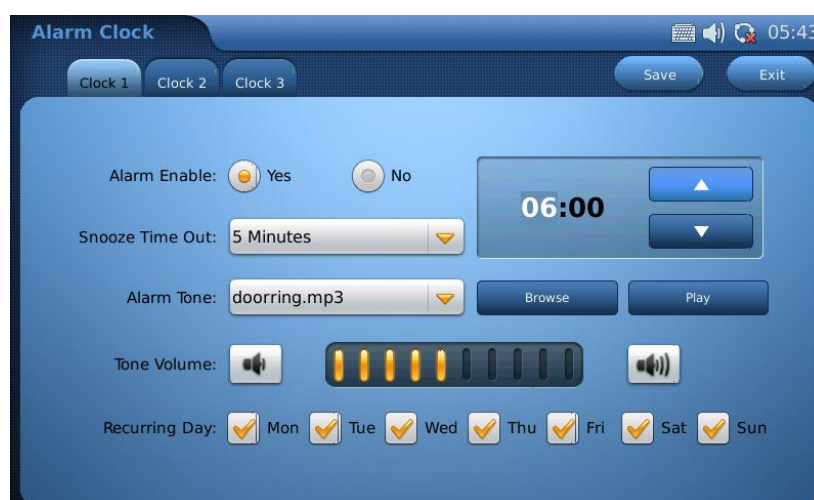 Alarm Clock 05:43
Clock 1 Clock 2 Clock 3 Save Exit
Alarm Enable: Yes No
06:00
Snooze Time Out: 5 Minutes
Alarm Tone: doorring.mp3 Browse Play
Tone Volume:
Recurring Day: Mon Tue Wed Thu Fri Sat Sun